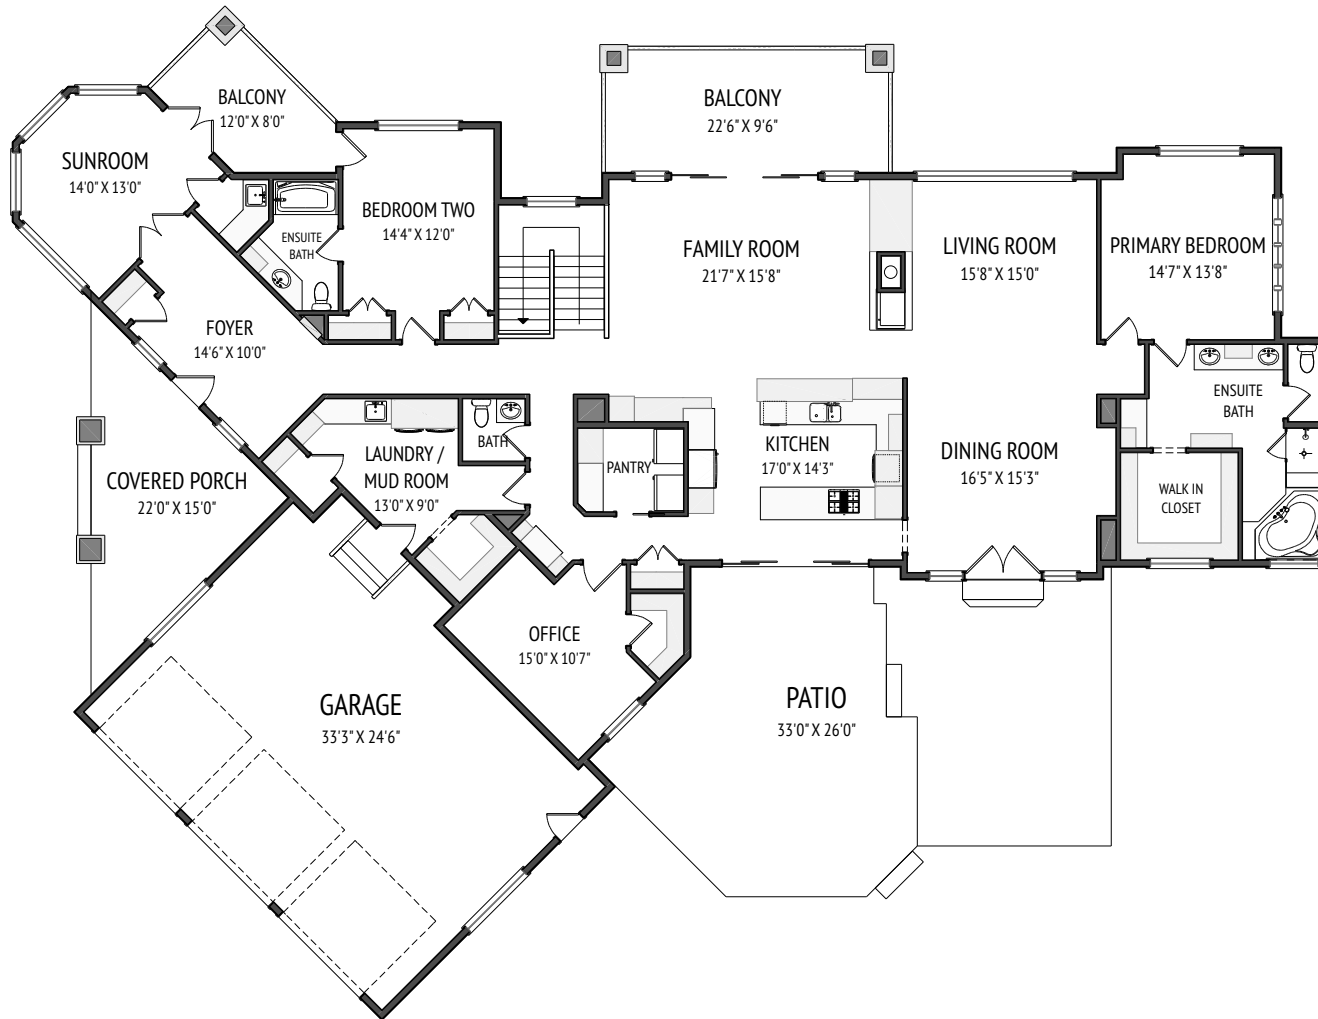 BALCONY
12'0" X 8'0"
BALCONY
22'6" X 9'6"
SUNROOM
14'0" X 13'0"
BEDROOM TWO
14'4" X 12'0"
ENSUITE
BATH
FAMILY ROOM
21'7" X 15'8"
LIVING ROOM
15'8" X 15'0"
PRIMARY BEDROOM
14'7" X 13'8"
FOYER
14'6" X 10'0"
ENSUITE
BATH
BATH
LAUNDRY /
MUD ROOM
13'0" X 9'0"
PANTRY
KITCHEN
17'0" X 14'3"
DINING ROOM
16'5" X 15'3"
WALK IN
CLOSET
COVERED PORCH
22'0" X 15'0"
OFFICE
15'0" X 10'7"
GARAGE
33'3" X 24'6"
PATIO
33'0" X 26'0"